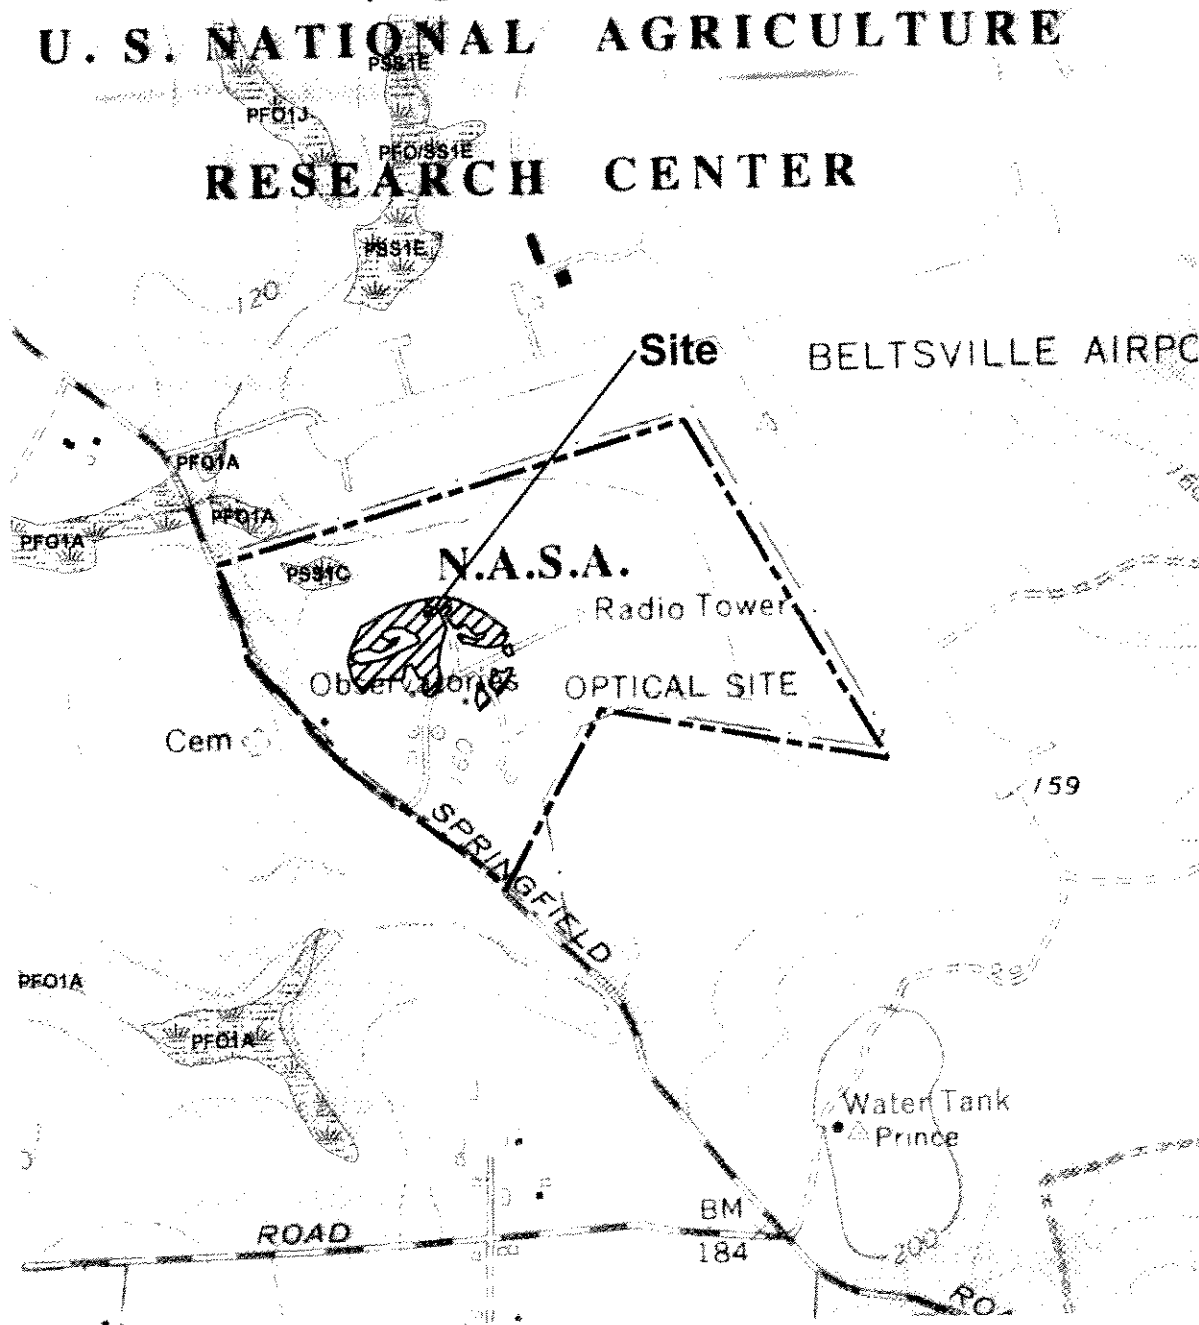 U. S. NATIONAL AGRICULTURE
PSS1E
PFO1J
PFO/SS1E
RESEARCH CENTER
PSS1E
120
Site
BELTSVILLE AIRPO
PFO1A
PFO1A
PFO1A
PSS1C
N.A.S.A.
Radio Tower
Observatories
OPTICAL SITE
Cem
159
SPRINGFIELD
PFO1A
PFO1A
Water Tank
Prince
BM
184
ROAD
200
RO